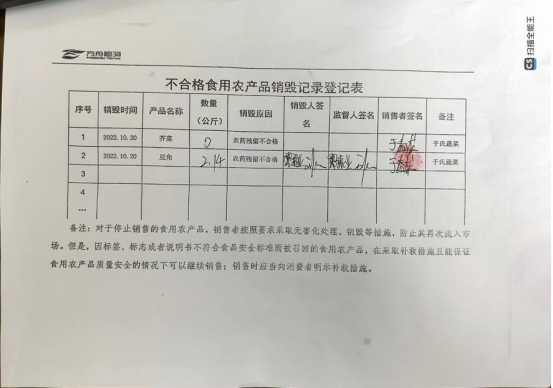 方舟检测
CS 扫描全能王
不合格食用农产品销毁记录登记表
序号 销毁时间 产品名称 数量（公斤） 销毁原因 销毁人签名 监督人签名 销售者签名 备注
1 2022.10.20 芥菜 0 农药残留不合格 于氏蔬菜
2 2022.10.20 豆角 2.14 农药残留不合格 于氏蔬菜
3
4
…
备注：对于停止销售的食用农产品，销售者按照要求采取无害化处理、销毁等措施，防止其再次流入市
场。但是，因标签、标志或者说明书不符合食品安全标准而被召回的食用农产品，在采取补救措施且能保证
食用农产品质量安全的情况下可以继续销售；销售时应当向消费者明示补救措施。